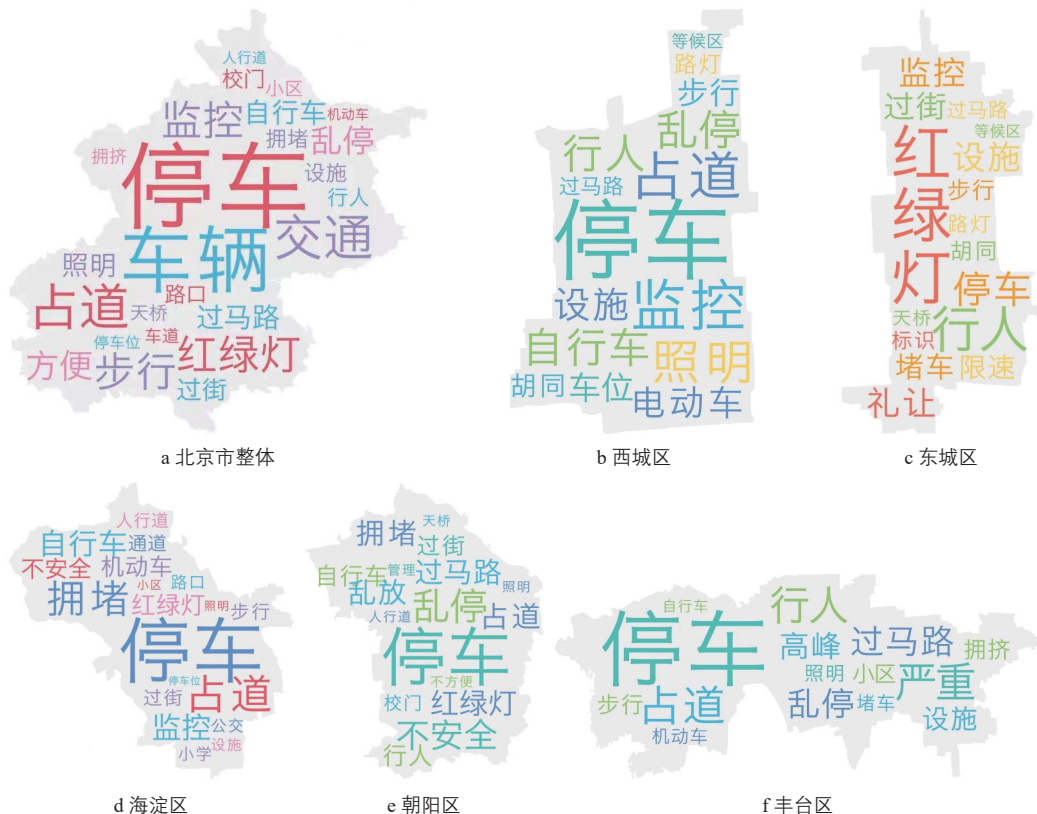 人行道
校门
小区
监控
自行车
机动车
拥堵
乱停
拥挤
停车
设施
行人
车辆
交通
照明
占道
路口
天桥
过马路
停车位
车道
红绿灯
方便
步行
过街
a 北京市整体
等候区
路灯
步行
乱停
行人
占道
过马路
停车
设施
监控
自行车
照明
胡同
车位
电动车
b 西城区
监控
过街
过马路
等候区
红绿灯
设施
步行
路灯
胡同
停车
天桥
行人
标识
堵车
限速
礼让
c 东城区
人行道
自行车
通道
不安全
机动车
小区
路口
拥堵
红绿灯
照明
步行
停车
停车位
过街
占道
监控
公交
设施
小学
d 海淀区
天桥
拥堵
过街
自行车
管理
过马路
照明
乱放
乱停
人行道
占道
停车
不方便
校门
红绿灯
不安全
行人
e 朝阳区
自行车
行人
停车
高峰
过马路
拥挤
照明
小区
严重
步行
占道
乱停
堵车
设施
机动车
f 丰台区